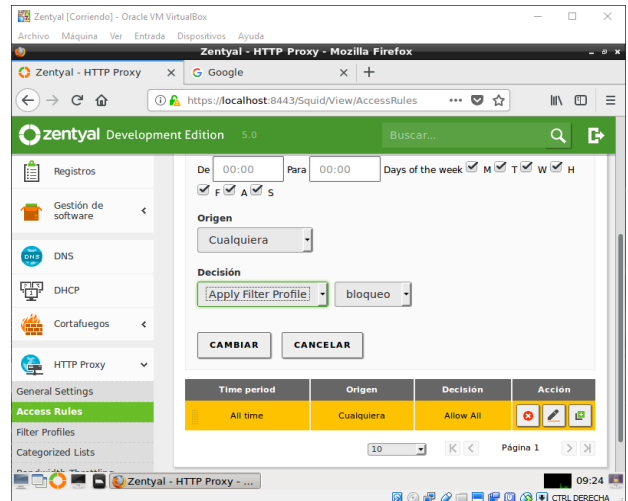 Zentyal [Corriendo] - Oracle VM VirtualBox
Archivo Máquina Ver Entrada Dispositivos Ayuda
Zentyal - HTTP Proxy - Mozilla Firefox
Zentyal - HTTP Proxy
G Google
https://localhost:8443/Squid/View/AccessRules
zentyal Development Edition 5.0
Buscar...
Registros
Gestión de
software
DNS
DNS
DHCP
Cortafuegos
HTTP Proxy
General Settings
Access Rules
Filter Profiles
Categorized Lists
Bandwidth Throttling
De 00:00 Para 00:00 Days of the week M T W H
F A S
Origen
Cualquiera
Decisión
Apply Filter Profile bloqueo
CAMBIAR CANCELAR
Time period Origen Decisión Acción
All time Cualquiera Allow All
10 Página 1
Zentyal - HTTP Proxy - ...
09:24
CTRL DERECHA